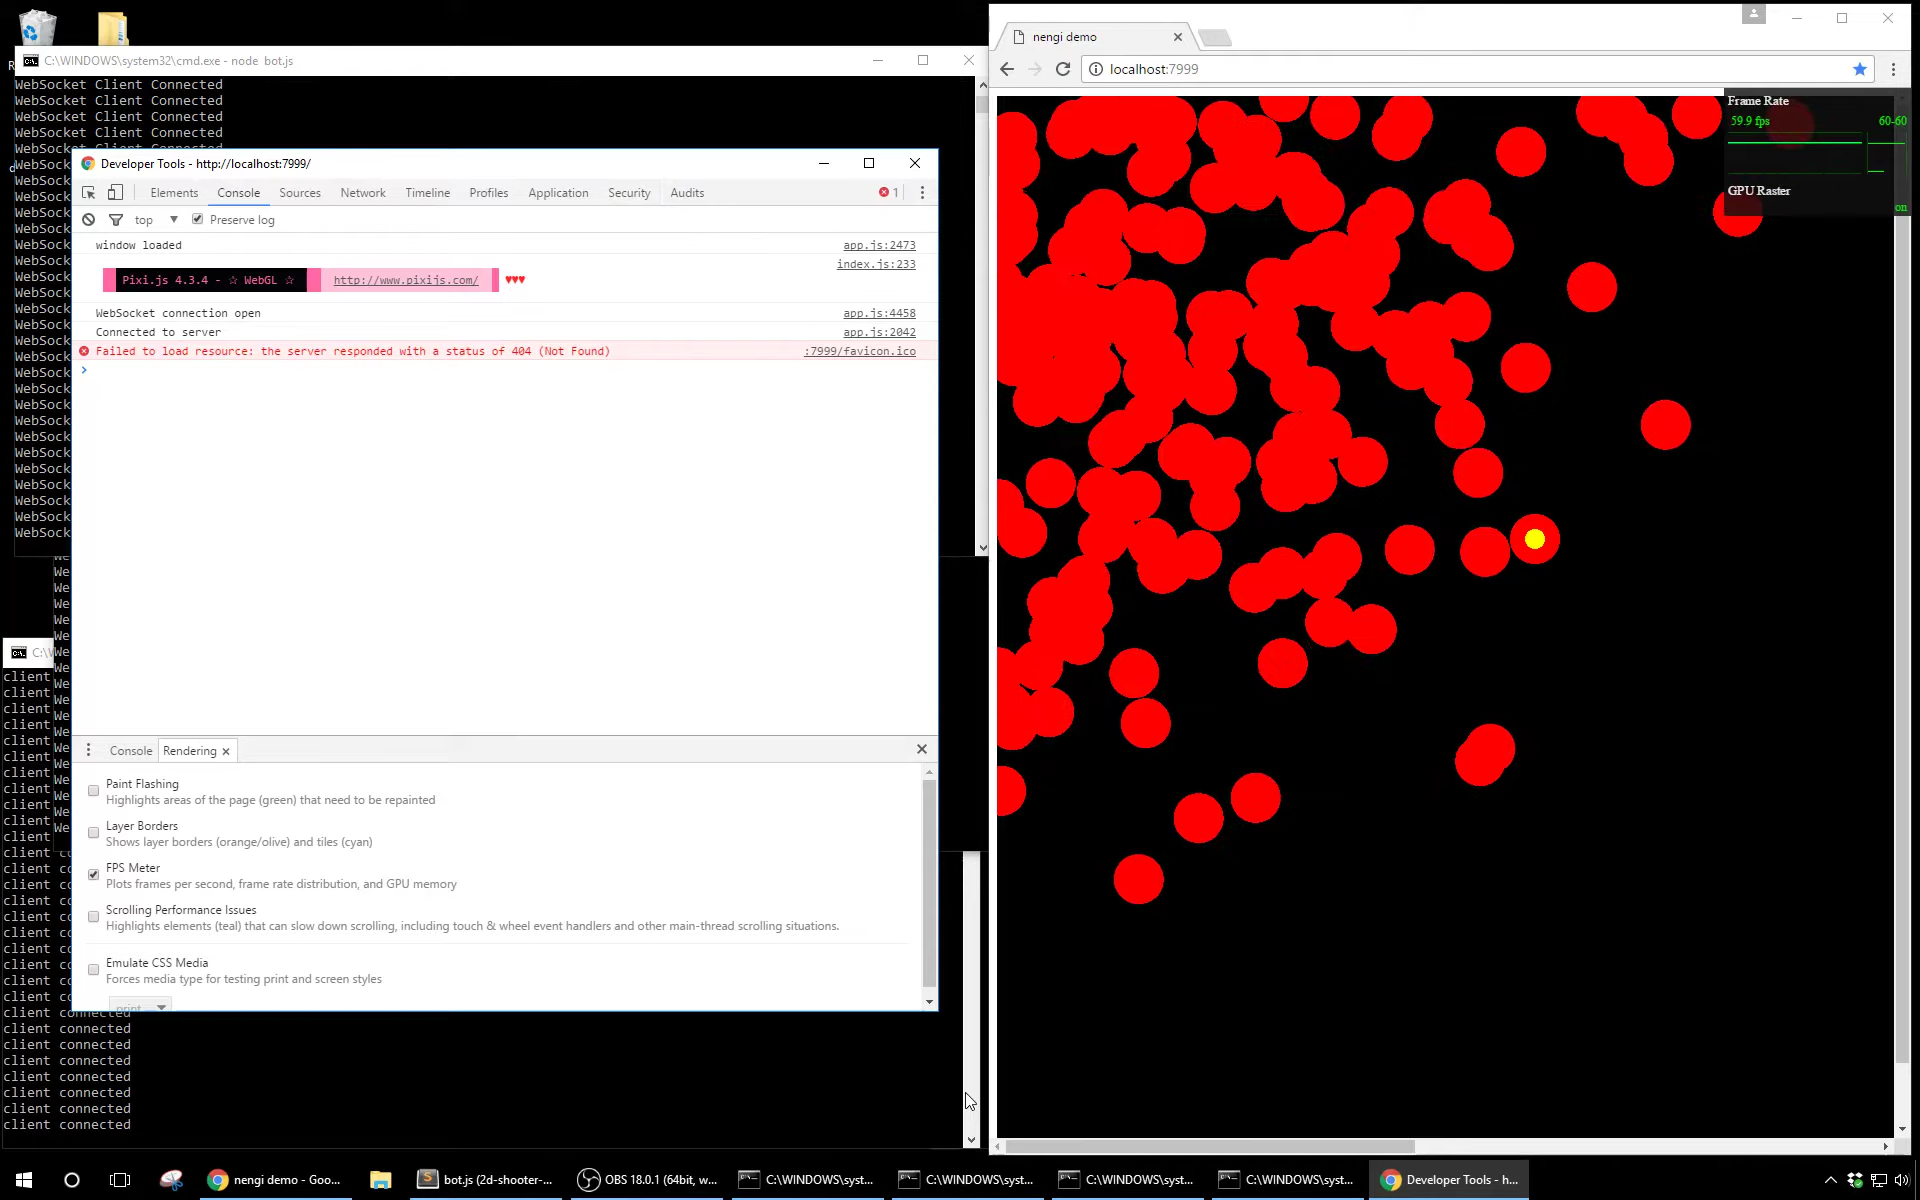 C:\WINDOWS\system32\cmd.exe - node  bot.js
WebSocket Client Connected
WebSocket Client Connected
WebSocket Client Connected
WebSocket Client Connected
Developer Tools - http://localhost:7999/
Elements Console Sources Network Timeline Profiles Application Security Audits 1
top Preserve log
window loaded app.js:2473
index.js:233
Pixi.js 4.3.4 - ☆ WebGL ☆ http://www.pixijs.com/ ♥♥♥
WebSocket connection open app.js:4458
Connected to server app.js:2042
Failed to load resource: the server responded with a status of 404 (Not Found) :7999/favicon.ico
Console Rendering
Paint Flashing
Highlights areas of the page (green) that need to be repainted
Layer Borders
Shows layer borders (orange/olive) and tiles (cyan)
FPS Meter
Plots frames per second, frame rate distribution, and GPU memory
Scrolling Performance Issues
Highlights elements (teal) that can slow down scrolling, including touch & wheel event handlers and other main-thread scrolling situations.
Emulate CSS Media
Forces media type for testing print and screen styles
print
client connected
client connected
client connected
client connected
client connected
client connected
client connected
client connected
nengi demo
localhost:7999
Frame Rate
59.9 fps 60-60
GPU Raster
on
nengi demo - Goo...
bot.js (2d-shooter-...
OBS 18.0.1 (64bit, w...
C:\WINDOWS\syst...
C:\WINDOWS\syst...
C:\WINDOWS\syst...
C:\WINDOWS\syst...
Developer Tools - h...